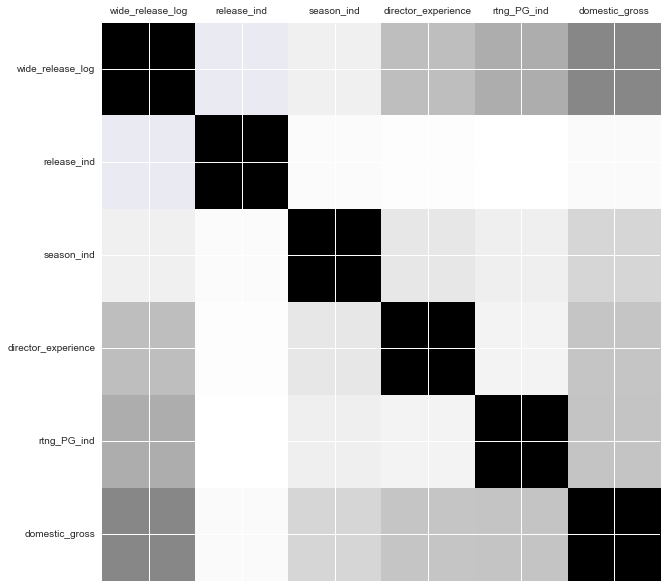 wide_release_log release_ind season_ind director_experience rtng_PG_ind domestic_gross
wide_release_log
release_ind
season_ind
director_experience
rtng_PG_ind
domestic_gross